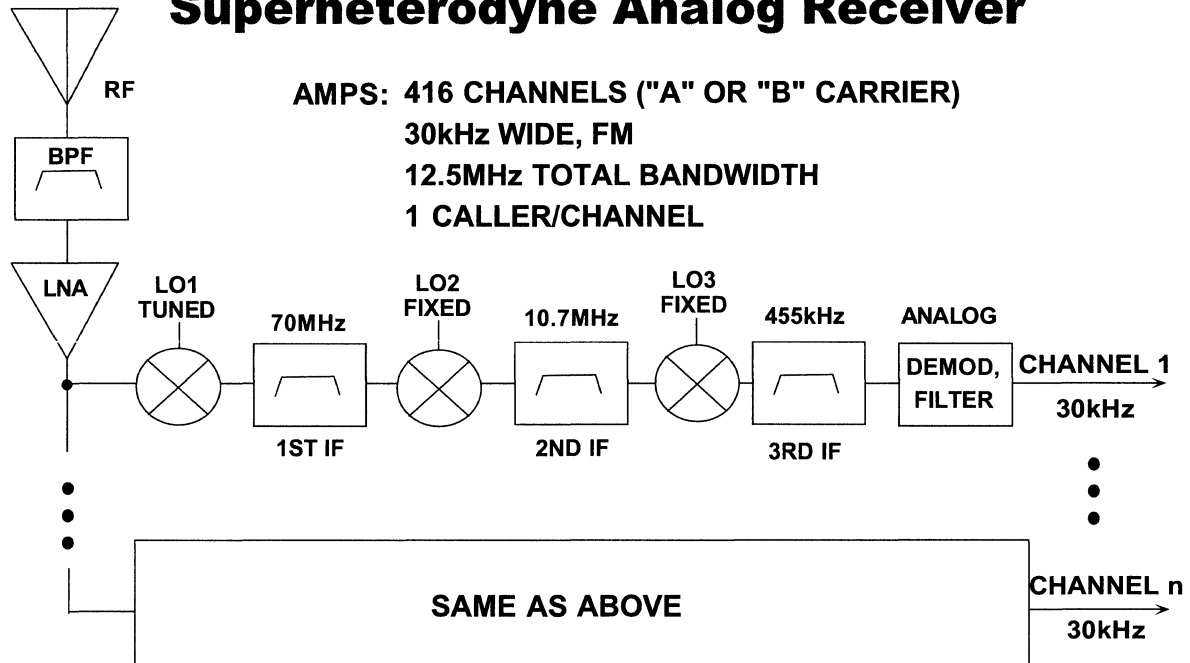 Superheterodyne Analog Receiver
RF
AMPS: 416 CHANNELS ("A" OR "B" CARRIER)
30kHz WIDE, FM
12.5MHz TOTAL BANDWIDTH
1 CALLER/CHANNEL
BPF
LNA
LO1
TUNED
70MHz
1ST IF
LO2
FIXED
10.7MHz
2ND IF
LO3
FIXED
455kHz
3RD IF
ANALOG
DEMOD,
FILTER
CHANNEL 1
30kHz
SAME AS ABOVE
CHANNEL n
30kHz